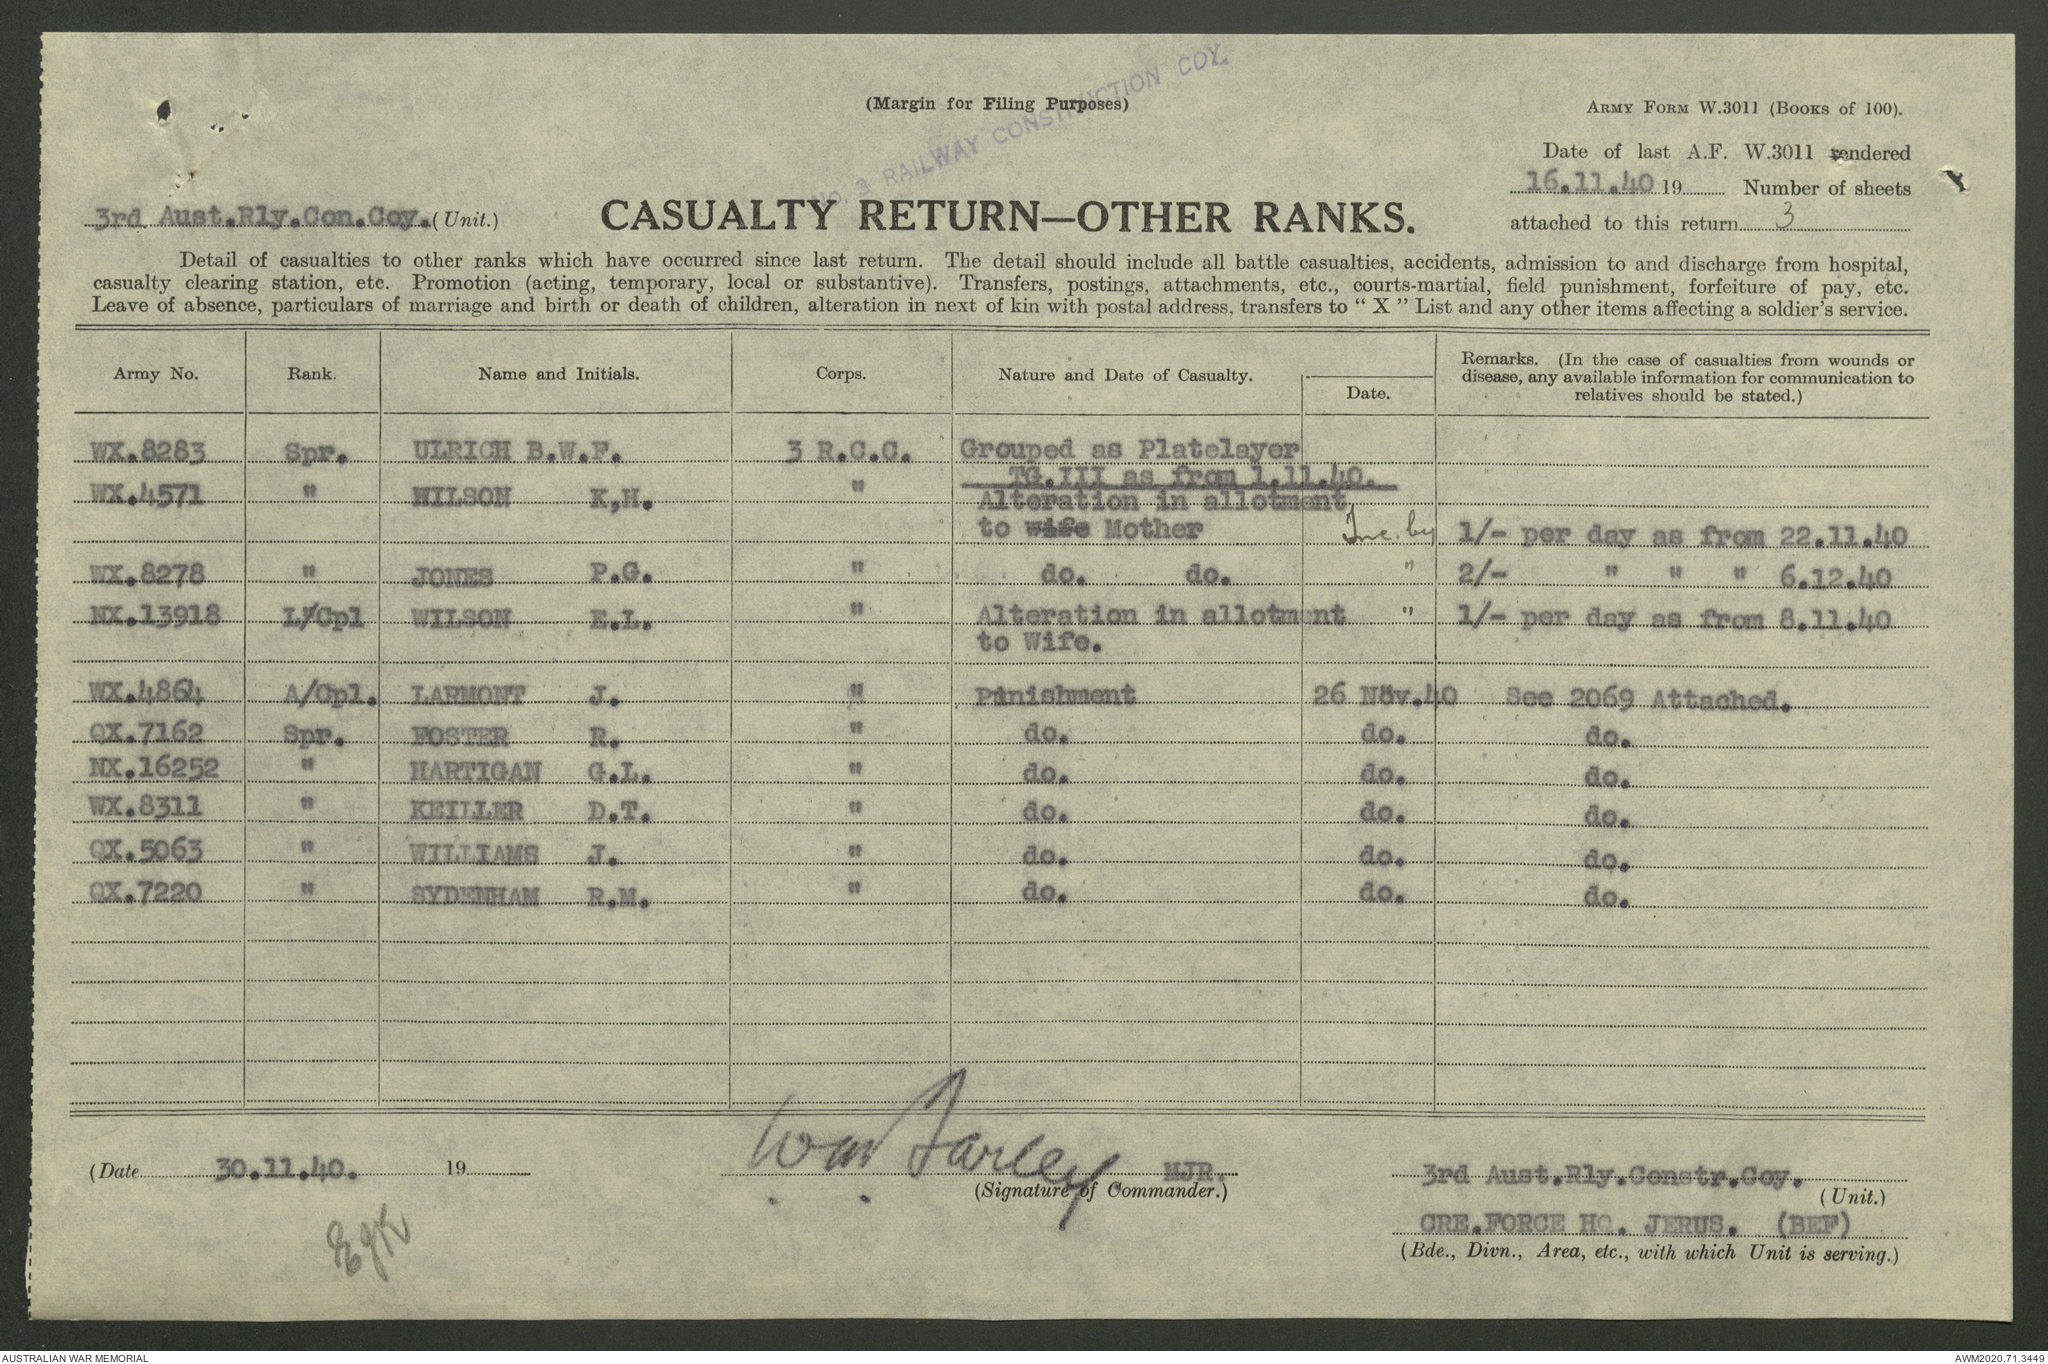 NO. 3 RAILWAY CONSTRUCTION COY.
(Margin for Filing Purposes)
ARMY FORM W.3011 (BOOKS of 100).
Date of last A.F. W.3011 rendered
16.11.40 19 Number of sheets
attached to this return 3
3rd Aust.Rly.Con.Coy. (Unit.)
CASUALTY RETURN—OTHER RANKS.
Detail of casualties to other ranks which have occurred since last return. The detail should include all battle casualties, accidents, admission to and discharge from hospital,
casualty clearing station, etc. Promotion (acting, temporary, local or substantive). Transfers, postings, attachments, etc., courts-martial, field punishment, forfeiture of pay, etc.
Leave of absence, particulars of marriage and birth or death of children, alteration in next of kin with postal address, transfers to “ X ” List and any other items affecting a soldier's service.
Army No. Rank. Name and Initials. Corps. Nature and Date of Casualty. Date. Remarks. (In the case of casualties from wounds or
disease, any available information for communication to
relatives should be stated.)
WX.8283 Spr. ULRICH B.W.F. 3 R.C.C. Grouped as Platelayer
TG.III as from 1.11.40.
WX.4571 " WILSON K,H. " Alteration in allotment
to wife Mother Inc. by 1/- per day as from 22.11.40
WX.8278 " JONES P.G. " do. do. " 2/- " " " 6.12.40
NX.13918 L/Cpl WILSON E.L. " Alteration in allotment " 1/- per day as from 8.11.40
to Wife.
WX.4864 A/Cpl. LARMONT J. " Punishment 26 Nov.40 See 2069 Attached.
QX.7162 Spr. FOSTER R. " do. do. do.
NX.16252 " HARTIGAN G.L. " do. do. do.
WX.8311 " KEILLER D.T. " do. do. do.
QX.5063 " WILLIAMS J. " do. do. do.
QX.7220 " SYDENHAM R.M. " do. do. do.
(Date 30.11.40. 19
Farley MJR.
(Signature of Commander.)
3rd Aust.Rly.Constr.Coy.
(Unit.)
CRE.FORCE HQ. JERUS. (BEF)
(Bde., Divn., Area, etc., with which Unit is serving.)
AUSTRALIAN WAR MEMORIAL
AWM2020.71.3449